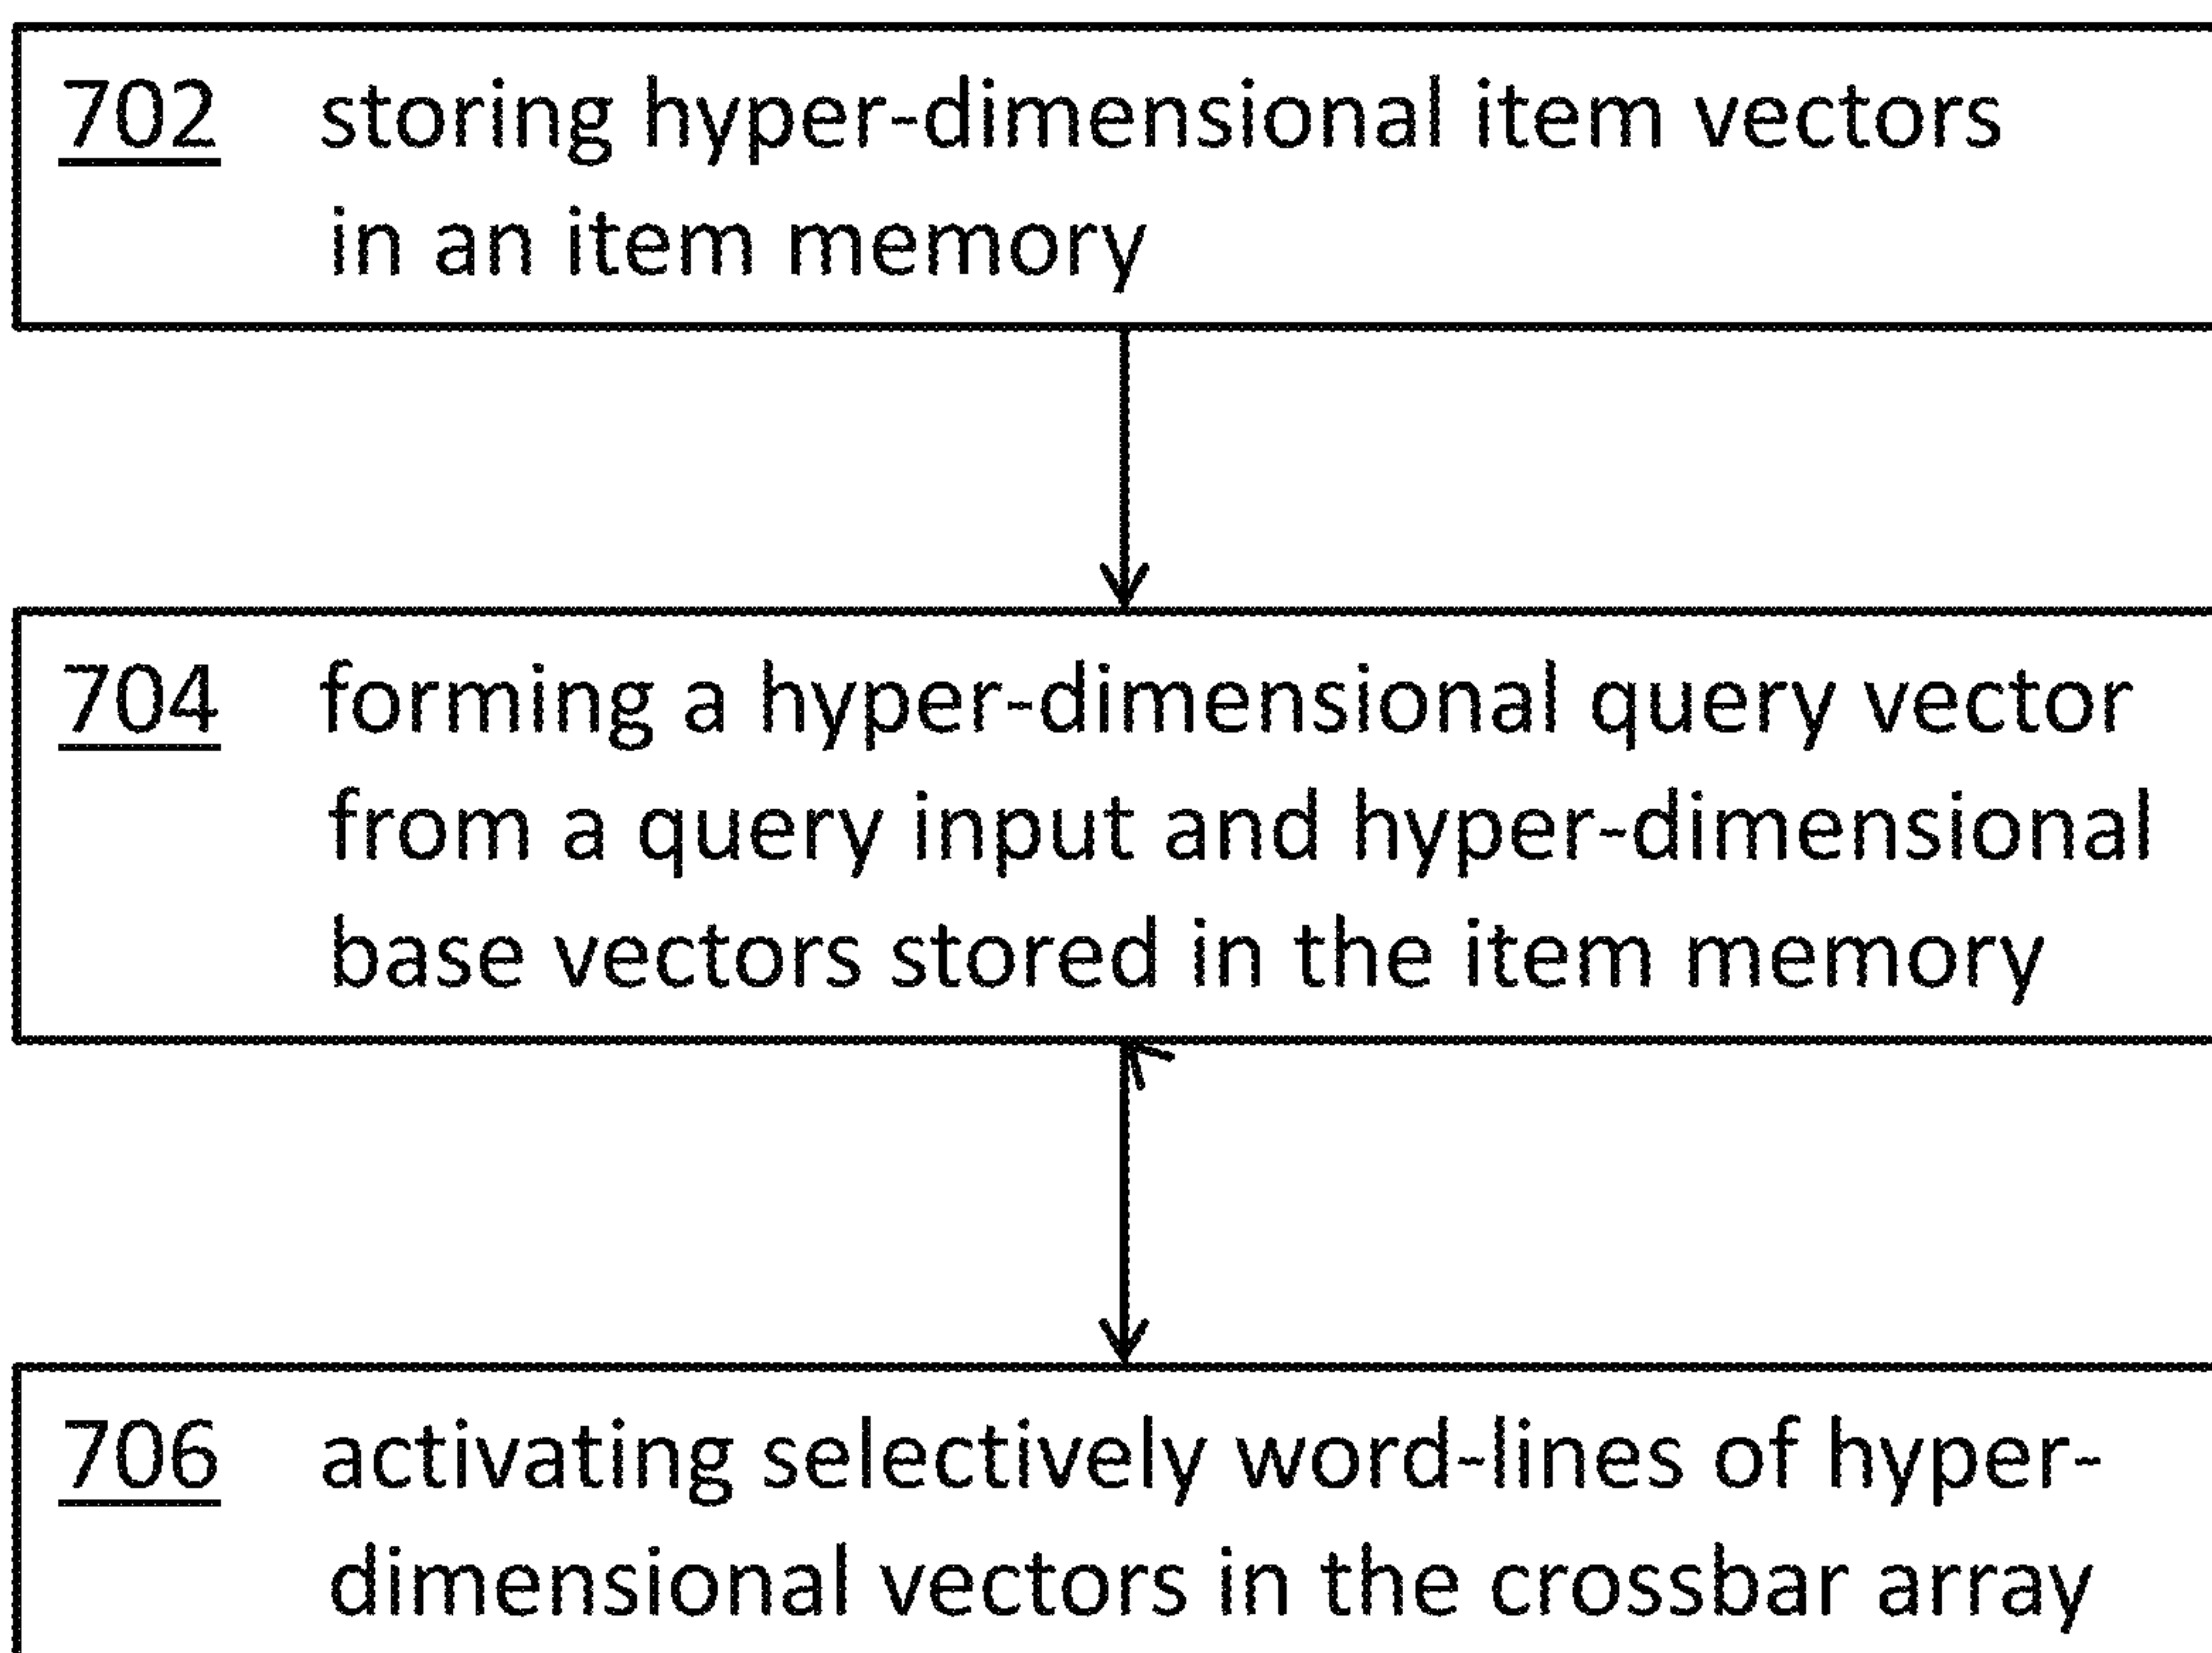 702 storing hyper-dimensional item vectors
in an item memory
704 forming a hyper-dimensional query vector
from a query input and hyper-dimensional
base vectors stored in the item memory
706 activating selectively word-lines of hyper-
dimensional vectors in the crossbar array